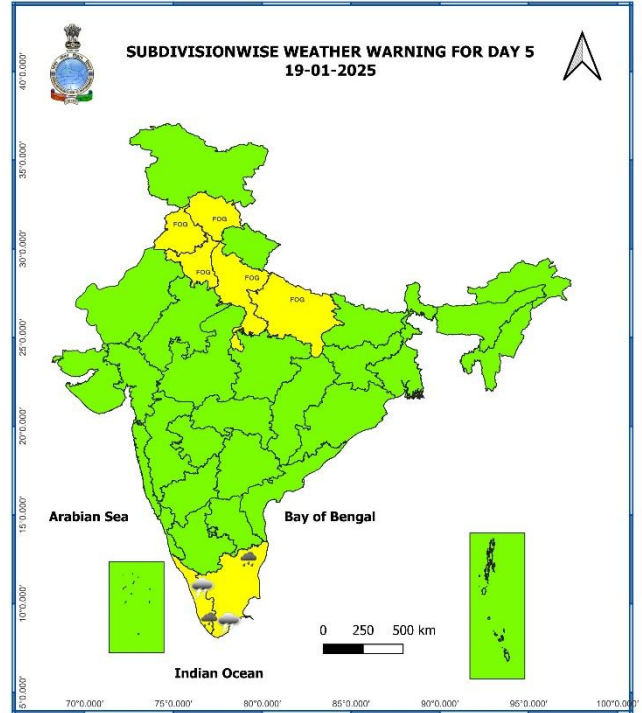 SUBDIVISIONWISE WEATHER WARNING FOR DAY 5
19-01-2025
40°0.000'
35°0.000'
30°0.000'
25°0.000'
20°0.000'
15°0.000'
10°0.000'
5°0.000'
FOG
FOG
FOG
FOG
FOG
Arabian Sea
Bay of Bengal
0 250 500 km
Indian Ocean
70°0.000' 75°0.000' 80°0.000' 85°0.000' 90°0.000' 95°0.000' 100°0.000'